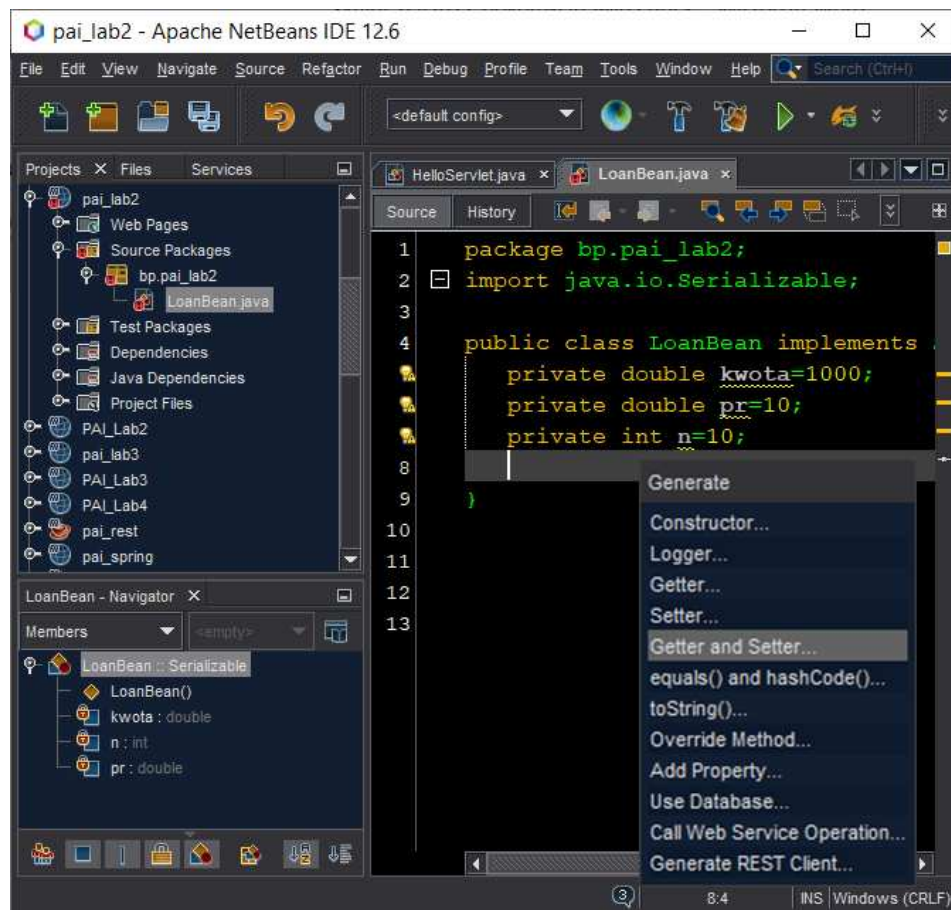 pai_lab2 - Apache NetBeans IDE 12.6
File Edit View Navigate Source Refactor Run Debug Profile Team Tools Window Help Search (Ctrl+I)
<default config>
Projects Files Services
pai_lab2
Web Pages
Source Packages
bp.pai_lab2
LoanBean.java
Test Packages
Dependencies
Java Dependencies
Project Files
PAI_Lab2
pai_lab3
PAI_Lab3
PAI_Lab4
pai_rest
pai_spring
LoanBean - Navigator
Members <empty>
LoanBean :: Serializable
LoanBean()
kwota : double
n : int
pr : double
HelloServlet.java LoanBean.java
Source History
1 package bp.pai_lab2;
2 import java.io.Serializable;
3
4 public class LoanBean implements
private double kwota=1000;
private double pr=10;
private int n=10;
8
9 }
10
11
12
13
Generate
Constructor...
Logger...
Getter...
Setter...
Getter and Setter...
equals() and hashCode()...
toString()...
Override Method...
Add Property...
Use Database...
Call Web Service Operation...
Generate REST Client...
3 8:4 INS Windows (CRLF)